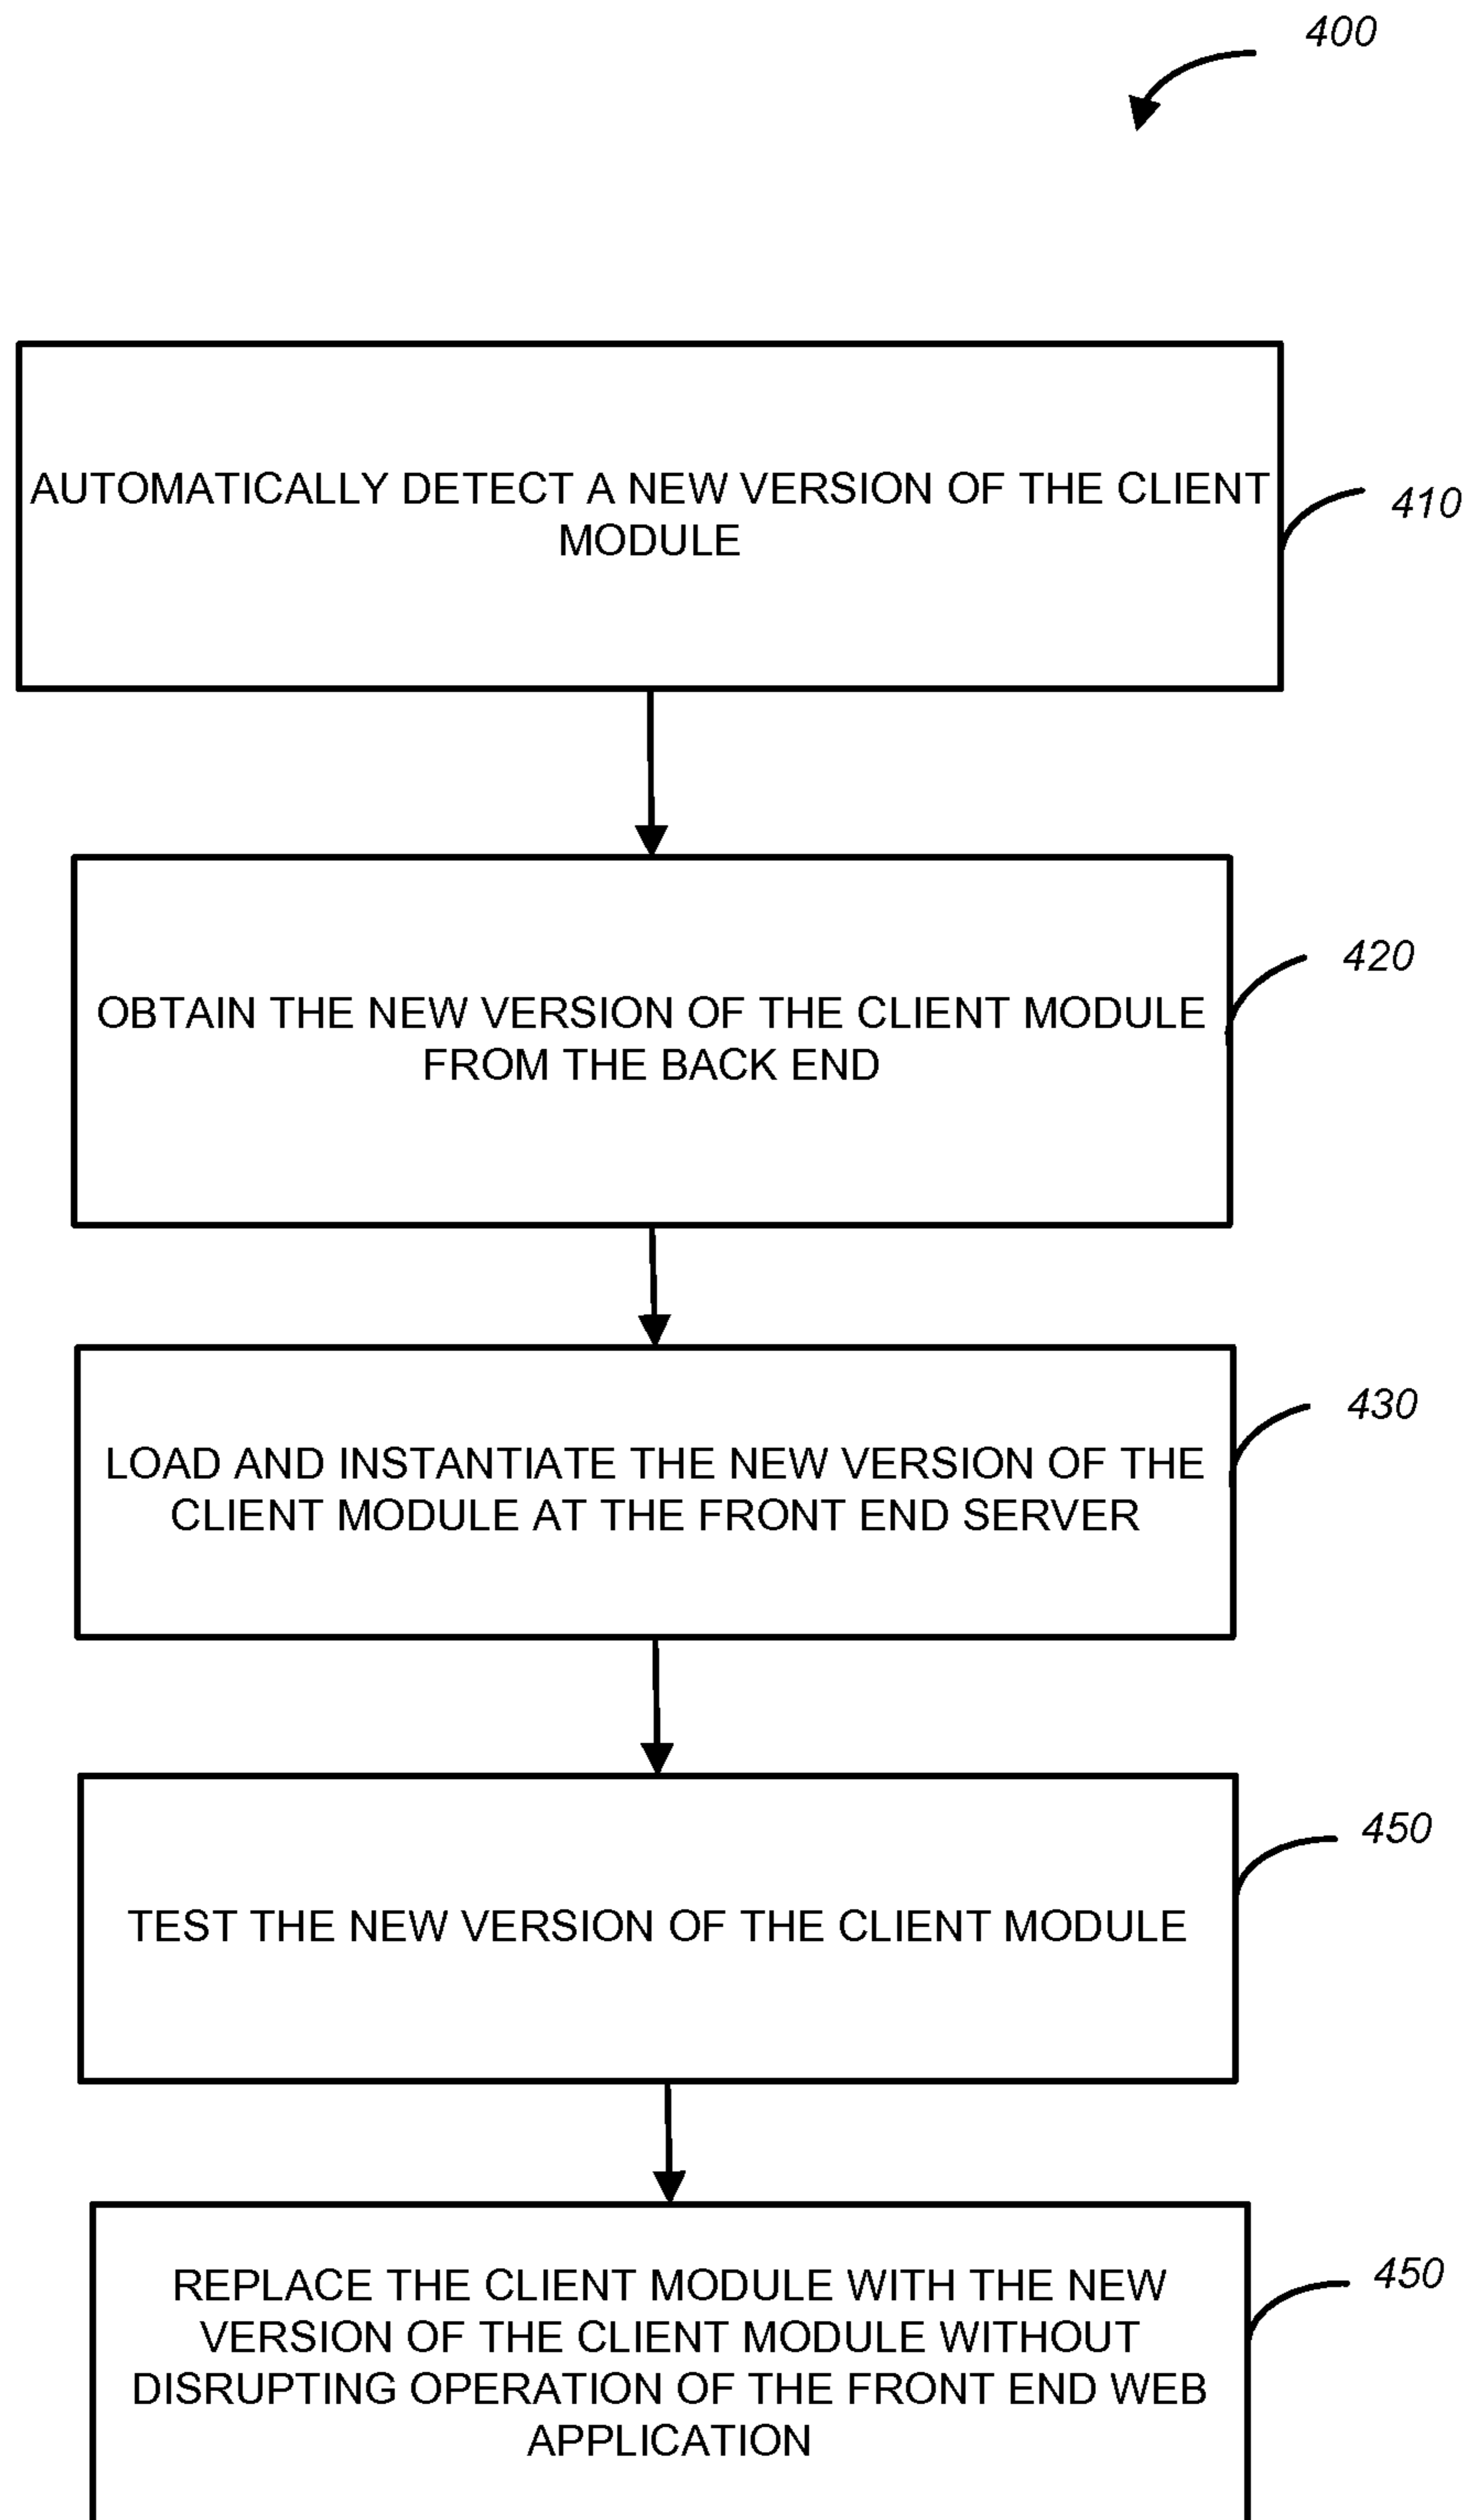 400
AUTOMATICALLY DETECT A NEW VERSION OF THE CLIENT
MODULE
410
OBTAIN THE NEW VERSION OF THE CLIENT MODULE
FROM THE BACK END
420
LOAD AND INSTANTIATE THE NEW VERSION OF THE
CLIENT MODULE AT THE FRONT END SERVER
430
TEST THE NEW VERSION OF THE CLIENT MODULE
450
REPLACE THE CLIENT MODULE WITH THE NEW
VERSION OF THE CLIENT MODULE WITHOUT
DISRUPTING OPERATION OF THE FRONT END WEB
APPLICATION
450